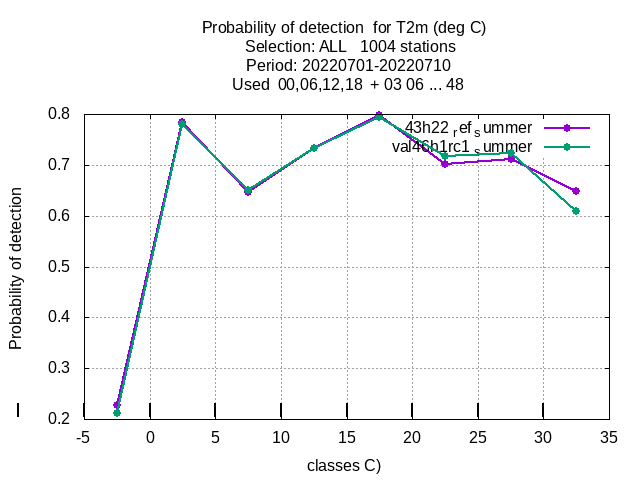 Probability of detection  for T2m (deg C)
Selection: ALL   1004 stations
Period: 20220701-20220710
Used  00,06,12,18  + 03 06 ... 48
43h22 ref summer
val46h1rc1 summer
Probability of detection
0.8
0.7
0.6
0.5
0.4
0.3
0.2
-5 0 5 10 15 20 25 30 35
classes C)